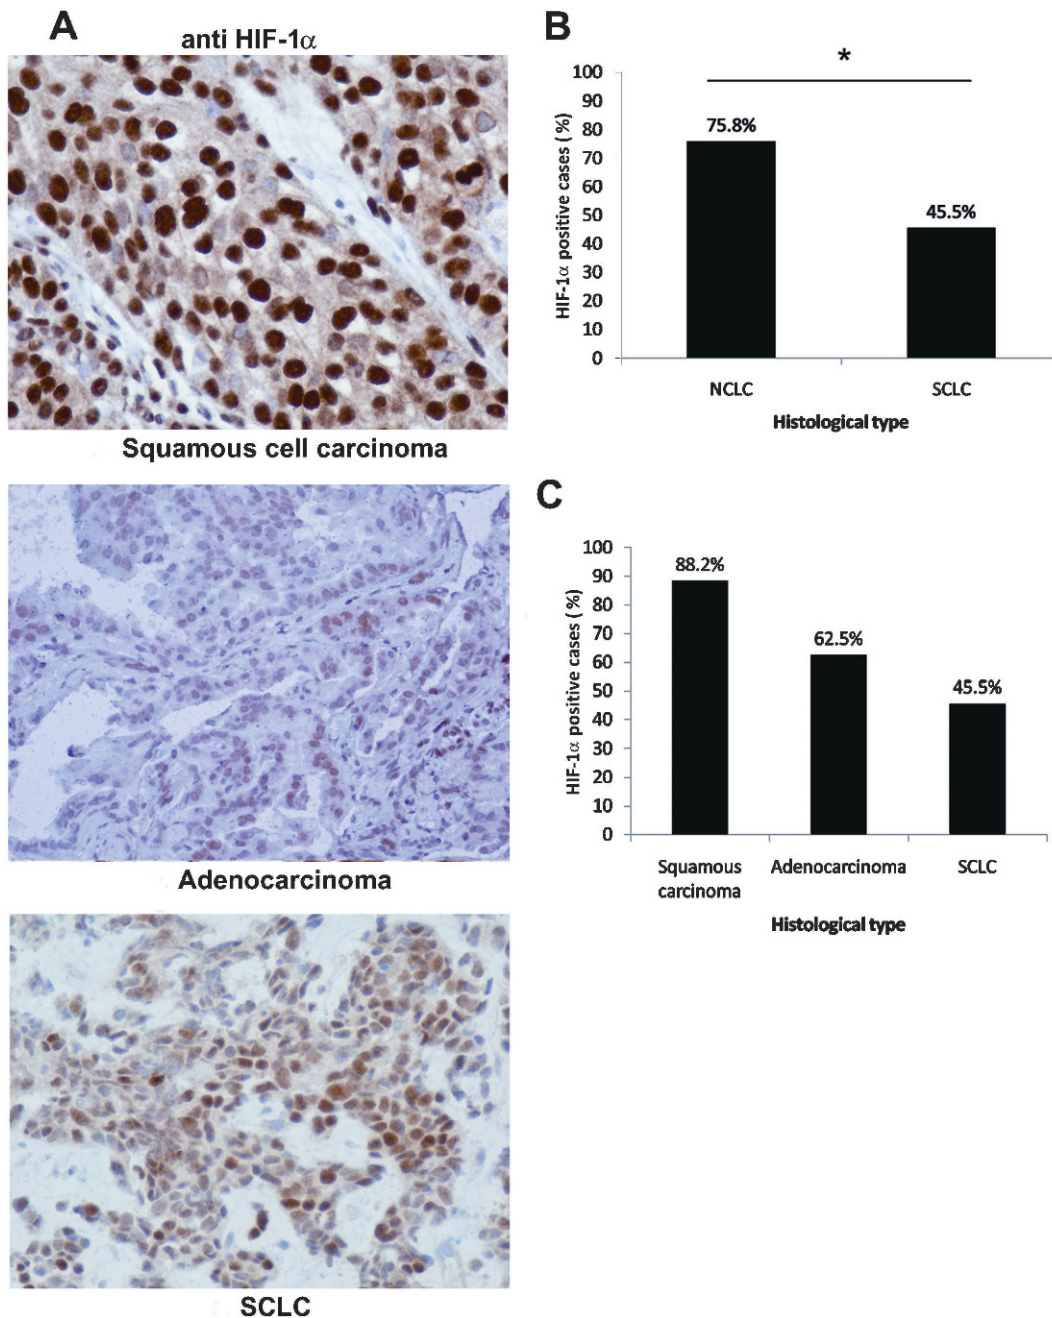 A
anti HIF-1α
Squamous cell carcinoma
Adenocarcinoma
SCLC
B
*
HIF-1α positive cases (%)
100
90
80
70
60
50
40
30
20
10
0
75.8%
45.5%
NCLC
SCLC
Histological type
C
HIF-1α positive cases (%)
100
90
80
70
60
50
40
30
20
10
0
88.2%
62.5%
45.5%
Squamous
carcinoma
Adenocarcinoma
SCLC
Histological type